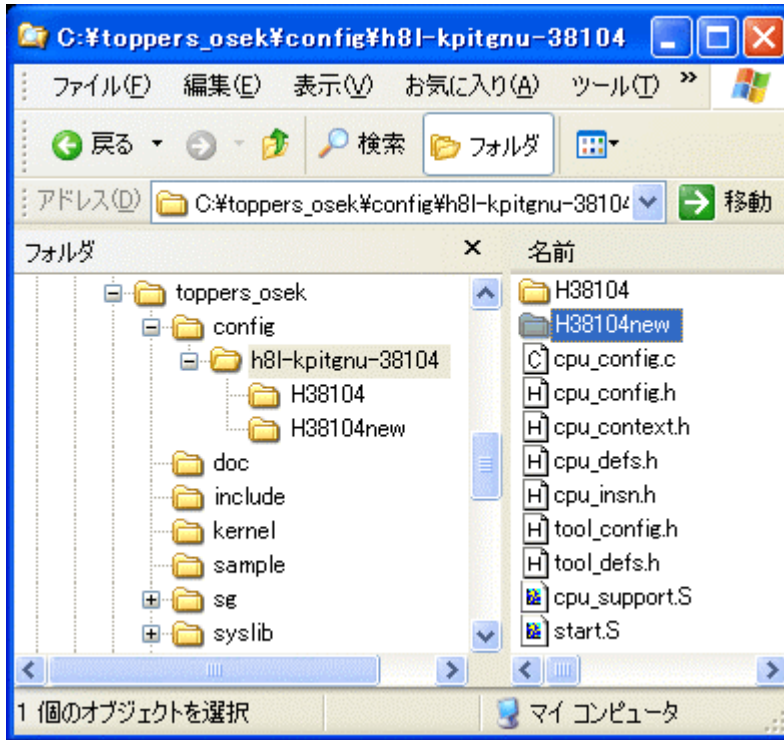 C:¥toppers_osek¥config¥h8l-kpitgnu-38104
ファイル(F) 編集(E) 表示(V) お気に入り(A) ツール(T) »
戻る 検索 フォルダ
アドレス(D) C:¥toppers_osek¥config¥h8l-kpitgnu-38104 移動
フォルダ × 名前
toppers_osek
config
h8l-kpitgnu-38104
H38104
H38104new
doc
include
kernel
sample
sg
syslib
H38104
H38104new
cpu_config.c
cpu_config.h
cpu_context.h
cpu_defs.h
cpu_insn.h
tool_config.h
tool_defs.h
cpu_support.S
start.S
1 個のオブジェクトを選択 マイ コンピュータ